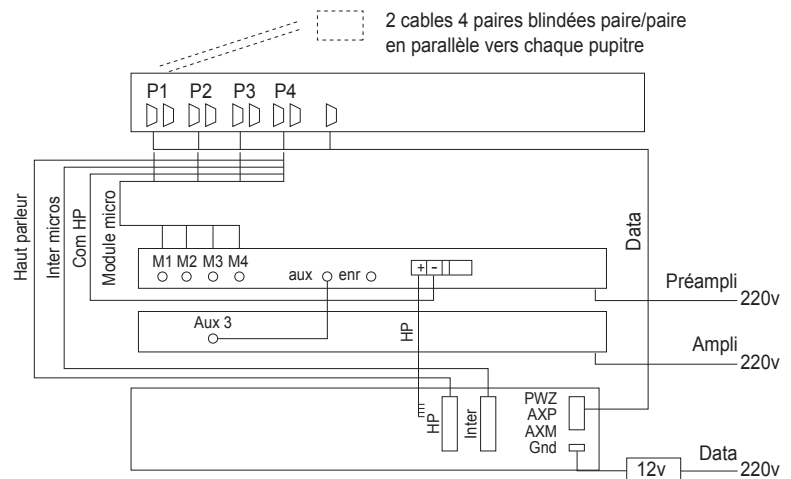 2 cables 4 paires blindées paire/paire
en parallèle vers chaque pupitre
P1 P2 P3 P4
Haut parleur
Inter micros
Com HP
Module micro
Data
M1 M2 M3 M4
aux enr
+ -
Préampli
220v
Aux 3
HP
Ampli
220v
HP
Inter
PWZ
AXP
AXM
Gnd
12v
Data
220v